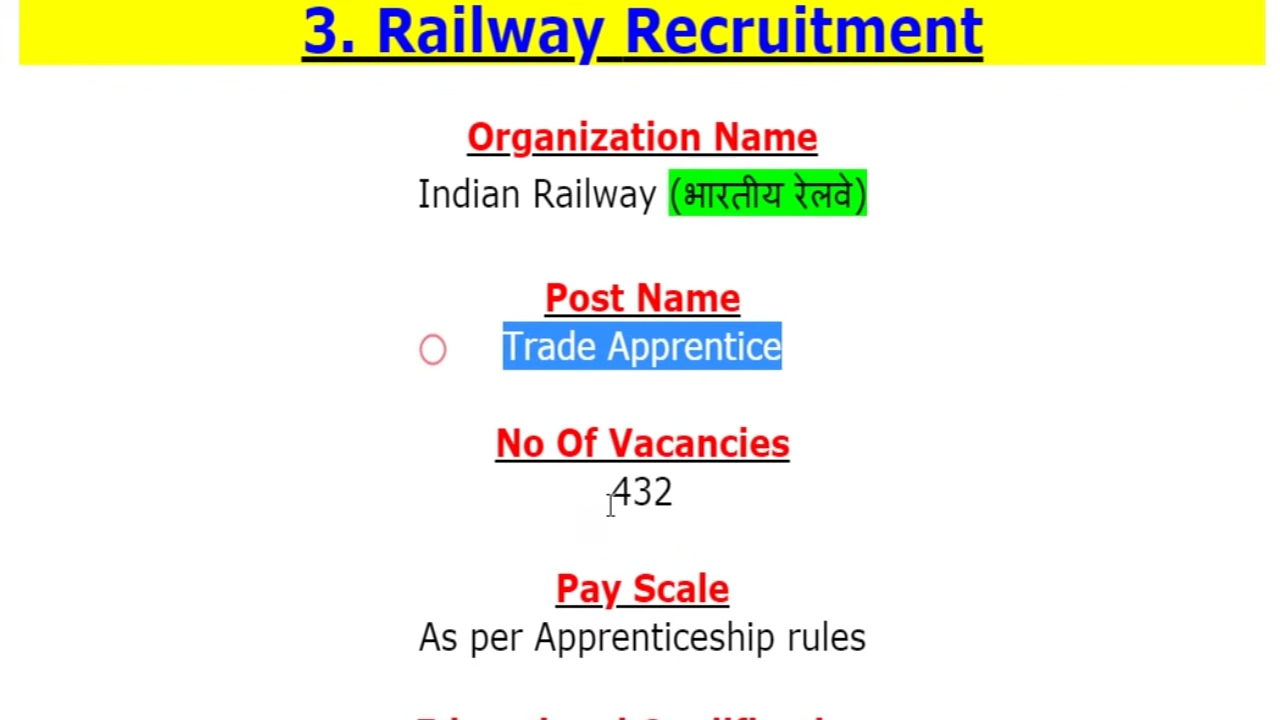 3. Railway Recruitment
Organization Name
Indian Railway (भारतीय रेलवे)
Post Name
Trade Apprentice
No Of Vacancies
432
Pay Scale
As per Apprenticeship rules